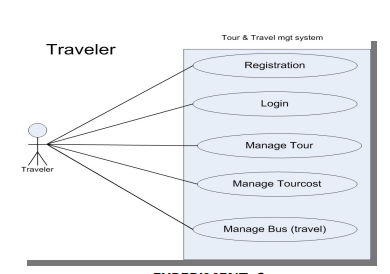 Tour & Travel mgt system
Traveler
Registration
Login
Manage Tour
Traveler
Manage Tourcost
Manage Bus (travel)